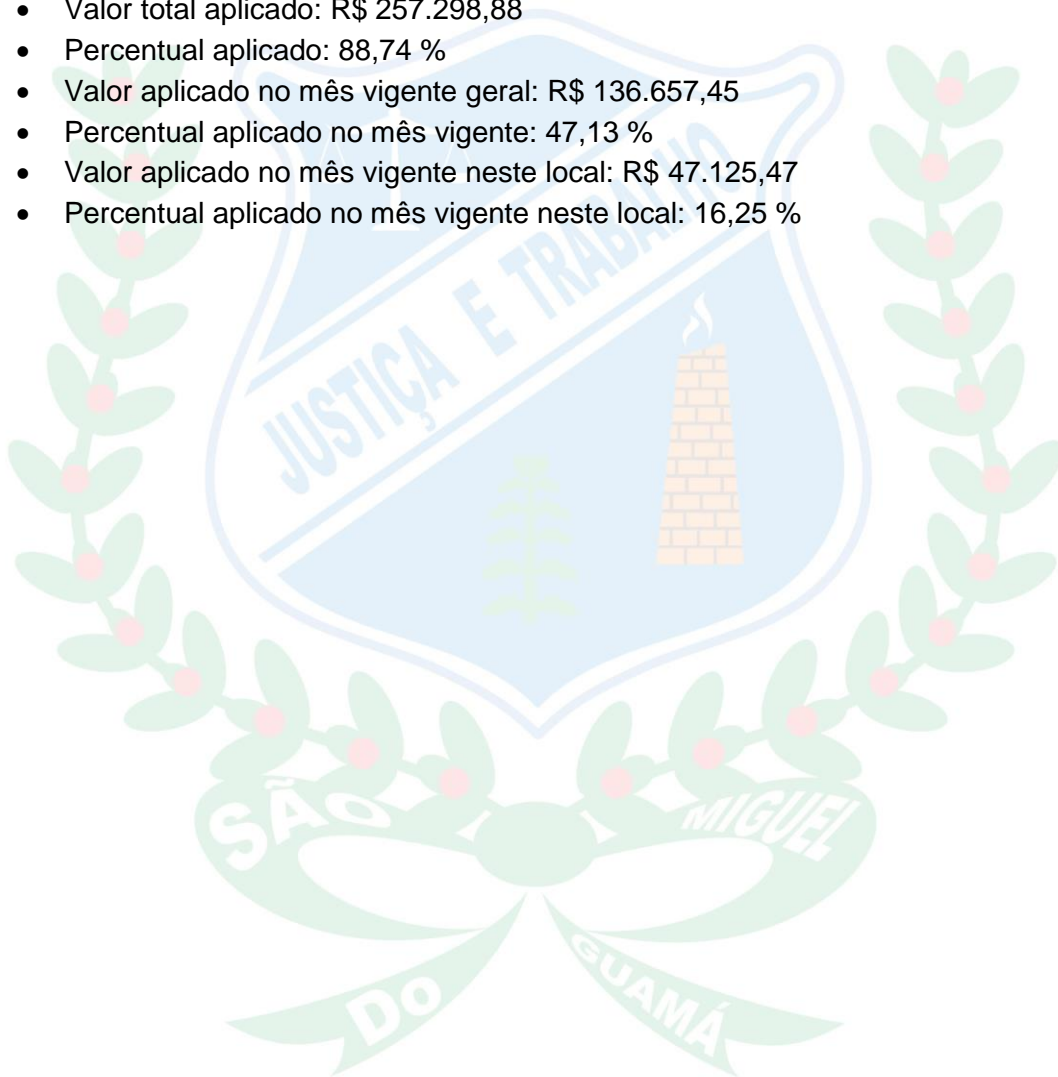 • Valor total aplicado: R$ 257.298,88
• Percentual aplicado: 88,74 %
• Valor aplicado no mês vigente geral: R$ 136.657,45
• Percentual aplicado no mês vigente: 47,13 %
• Valor aplicado no mês vigente neste local: R$ 47.125,47
• Percentual aplicado no mês vigente neste local: 16,25 %
JUSTIÇA E TRABALHO
SÃO MIGUEL
DO GUAMÁ